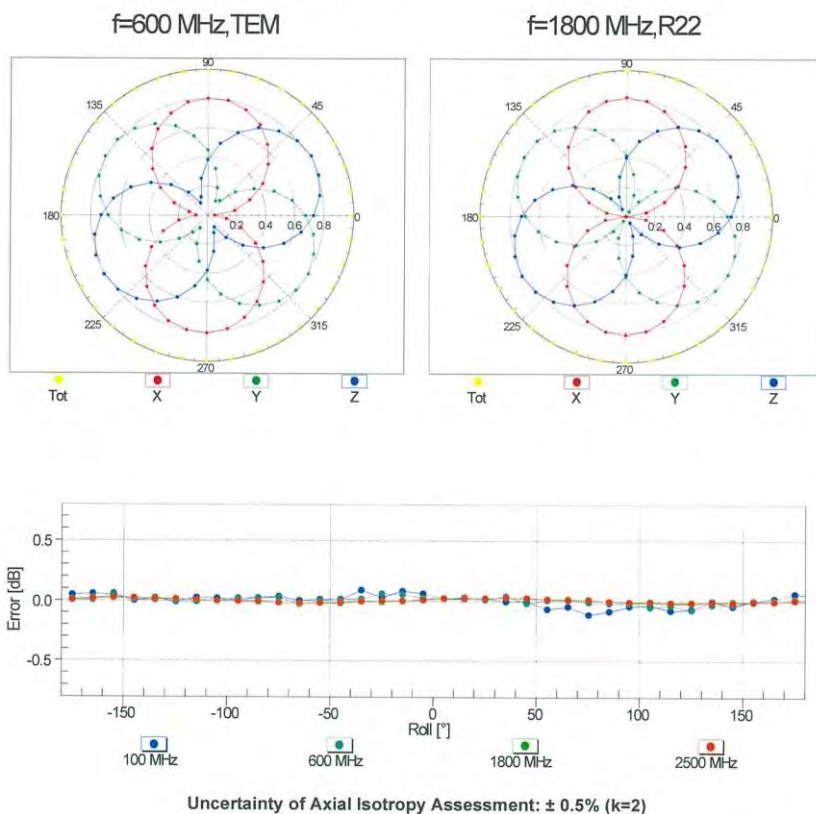 f=600 MHz,TEM
f=1800 MHz,R22
90
135
45
180
0.2 0.4 0.6 0.8
0
225
315
270
Tot X Y Z
90
135
45
180
0.2 0.4 0.6 0.8
0
225
315
270
Tot X Y Z
Error [dB]
0.5
0.0
-0.5
-150 -100 -50 0 50 100 150
Roll [°]
100 MHz 600 MHz 1800 MHz 2500 MHz
Uncertainty of Axial Isotropy Assessment: ± 0.5% (k=2)